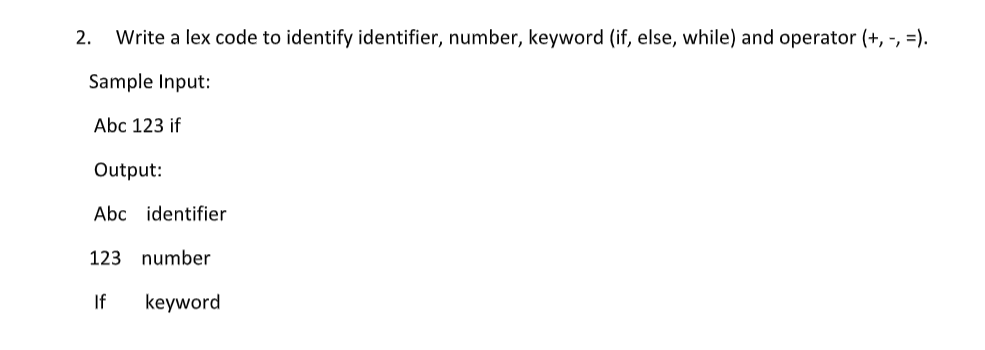 2. Write a lex code to identify identifier, number, keyword (if, else, while) and operator (+, -, =).
Sample Input:
Abc 123 if
Output:
Abc identifier
123 number
If keyword